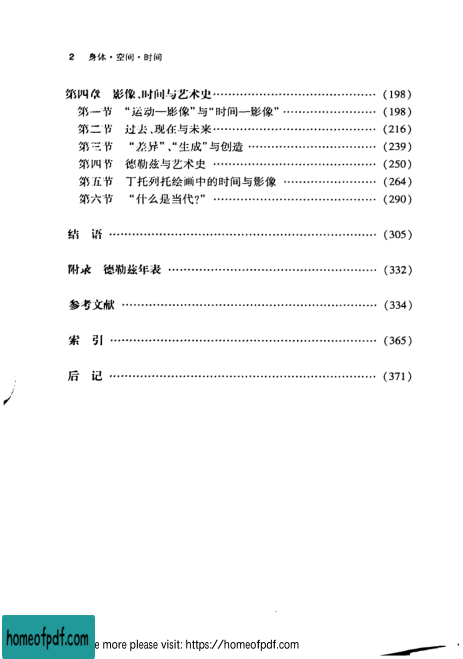 2 身体·空间·时间
第四章 影像、时间与艺术史 …… (198)
第一节 “运动—影像”与“时间—影像” …… (198)
第二节 过去、现在与未来 …… (216)
第三节 “差异”、“生成”与创造 …… (239)
第四节 德勒兹与艺术史 …… (250)
第五节 丁托列托绘画中的时间与影像 …… (264)
第六节 “什么是当代?” …… (290)
结 语 …… (305)
附录 德勒兹年表 …… (332)
参考文献 …… (334)
索 引 …… (365)
后 记 …… (371)
homeofpdf.com
e more please visit: https://homeofpdf.com